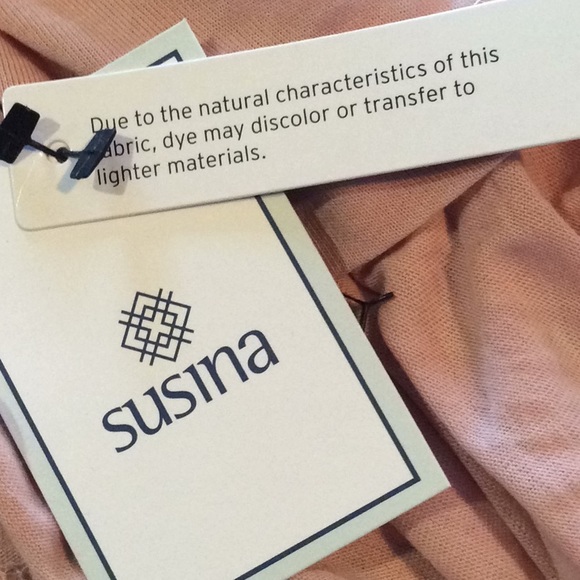 Due to the natural characteristics of this
fabric, dye may discolor or transfer to
lighter materials.
susina